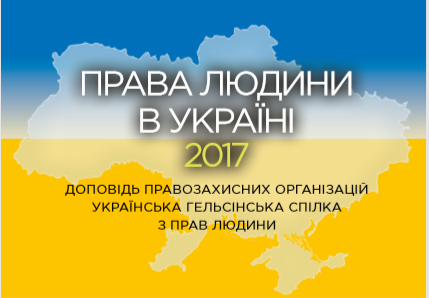 ПРАВА ЛЮДИНИ
В УКРАЇНІ
2017
ДОПОВІДЬ ПРАВОЗАХИСНИХ ОРГАНІЗАЦІЙ
УКРАЇНСЬКА ГЕЛЬСІНСЬКА СПІЛКА
З ПРАВ ЛЮДИНИ